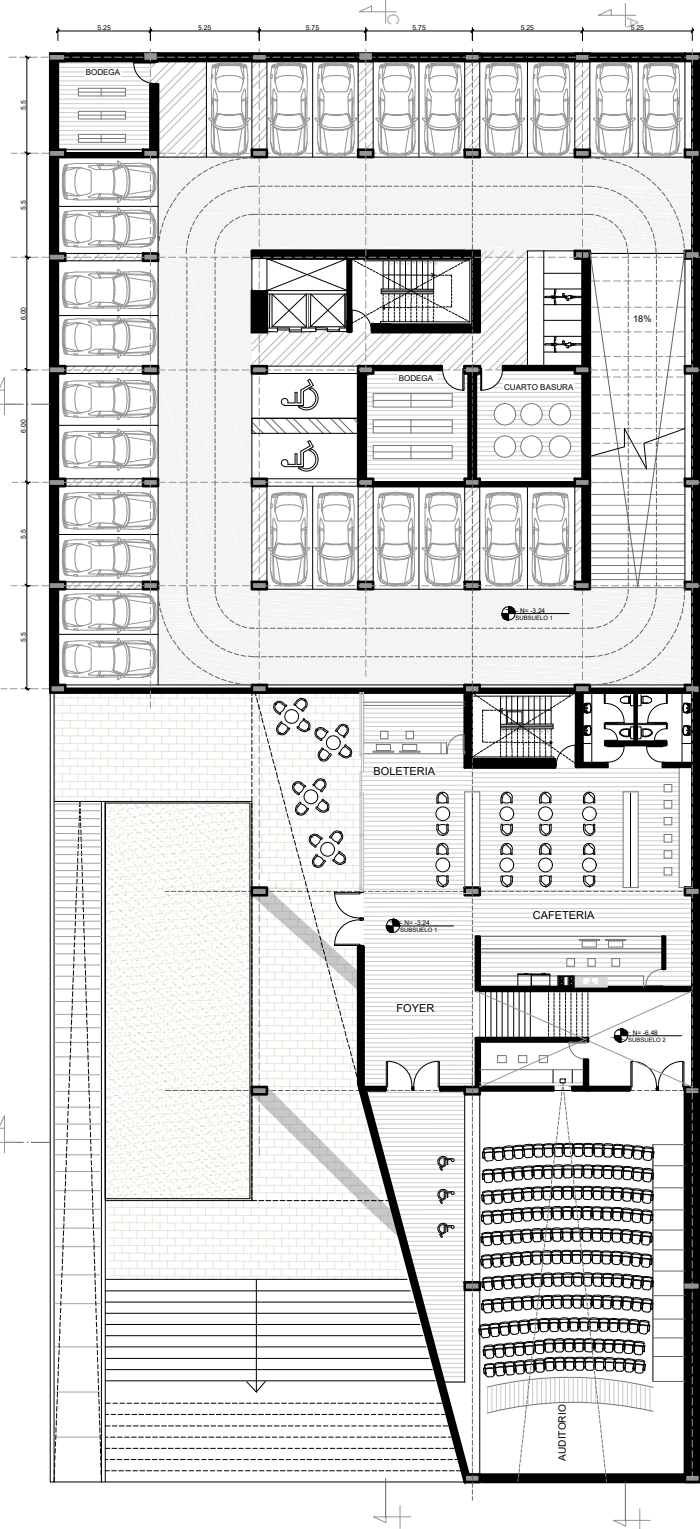 C
5.25 5.25 5.75 5.75 5.25 5.25
BODEGA
5.5
5.5
6.00
18%
BODEGA
CUARTO BASURA
6.00
5.5
N= -3.24
SUBSUELO 1
5.5
BOLETERIA
CAFETERIA
N= -3.24
SUBSUELO 1
FOYER
N= -6.48
SUBSUELO 2
AUDITORIO